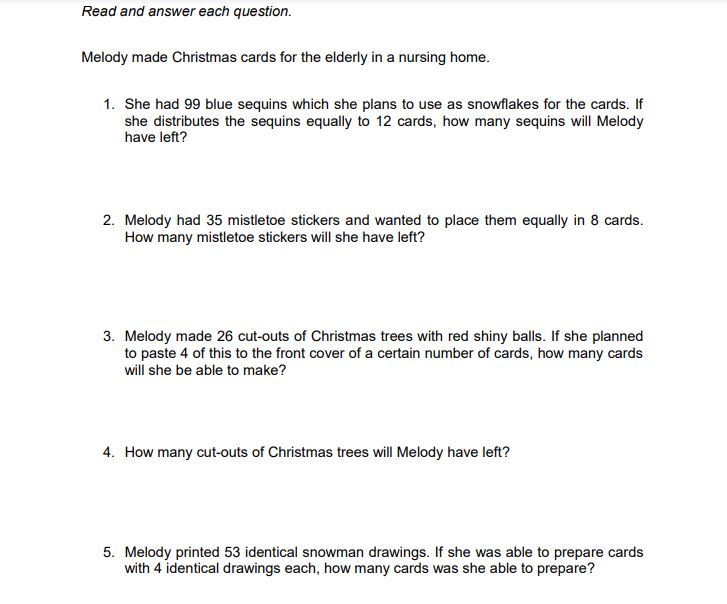 Read and answer each question.
Melody made Christmas cards for the elderly in a nursing home.
1. She had 99 blue sequins which she plans to use as snowflakes for the cards. If
she distributes the sequins equally to 12 cards, how many sequins will Melody
have left?
2. Melody had 35 mistletoe stickers and wanted to place them equally in 8 cards.
How many mistletoe stickers will she have left?
3. Melody made 26 cut-outs of Christmas trees with red shiny balls. If she planned
to paste 4 of this to the front cover of a certain number of cards, how many cards
will she be able to make?
4. How many cut-outs of Christmas trees will Melody have left?
5. Melody printed 53 identical snowman drawings. If she was able to prepare cards
with 4 identical drawings each, how many cards was she able to prepare?